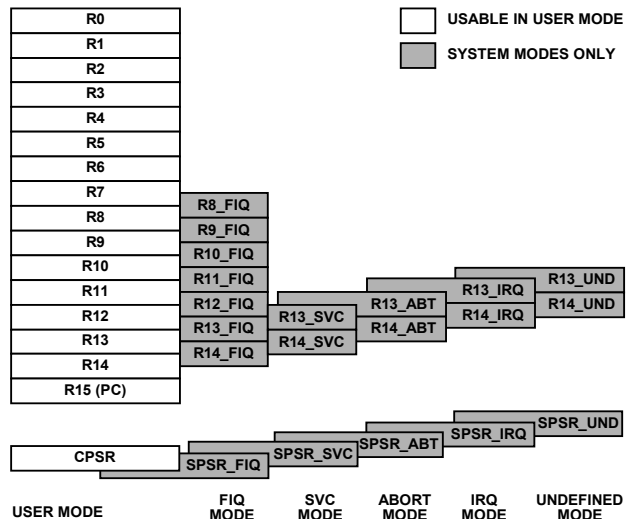 R0
R1
R2
R3
R4
R5
R6
R7
R8
R9
R10
R11
R12
R13
R14
R15 (PC)
USABLE IN USER MODE
SYSTEM MODES ONLY
R8_FIQ
R9_FIQ
R10_FIQ
R11_FIQ
R12_FIQ
R13_FIQ
R14_FIQ
R13_SVC
R14_SVC
R13_ABT
R14_ABT
R13_IRQ
R14_IRQ
R13_UND
R14_UND
CPSR
SPSR_FIQ
SPSR_SVC
SPSR_ABT
SPSR_IRQ
SPSR_UND
USER MODE
FIQ
MODE
SVC
MODE
ABORT
MODE
IRQ
MODE
UNDEFINED
MODE